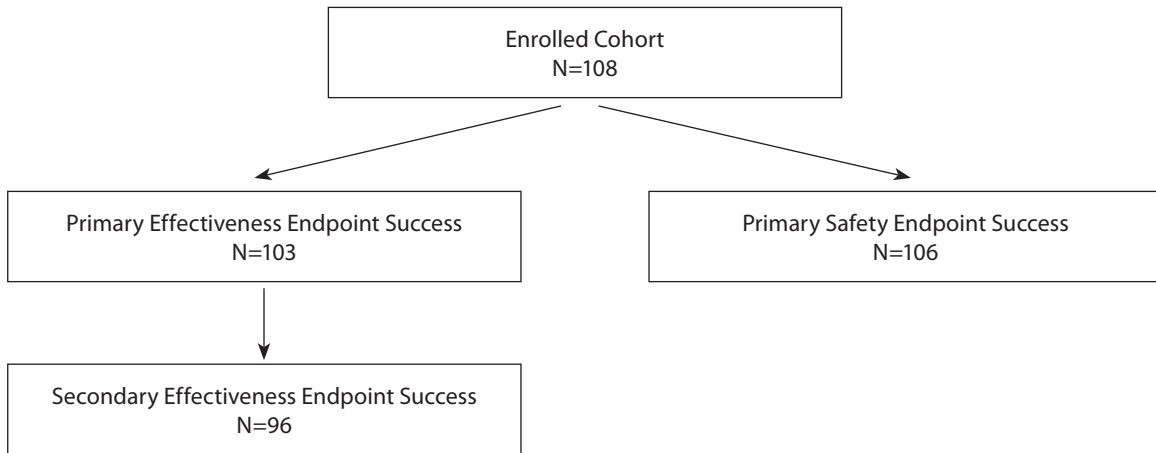 Enrolled Cohort
N=108
Primary Effectiveness Endpoint Success
N=103
Primary Safety Endpoint Success
N=106
Secondary Effectiveness Endpoint Success
N=96